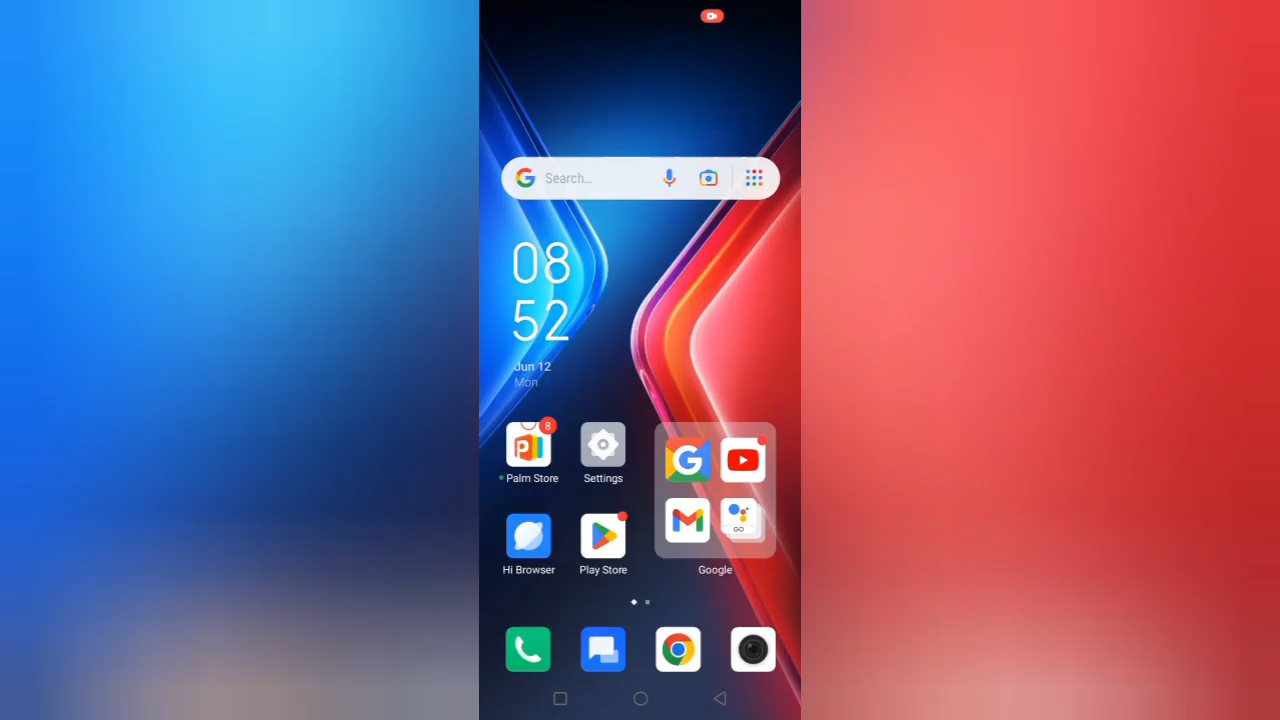 Search...
08
52
Jun 12
Mon
8
Palm Store
Settings
GO
Hi Browser
Play Store
Google